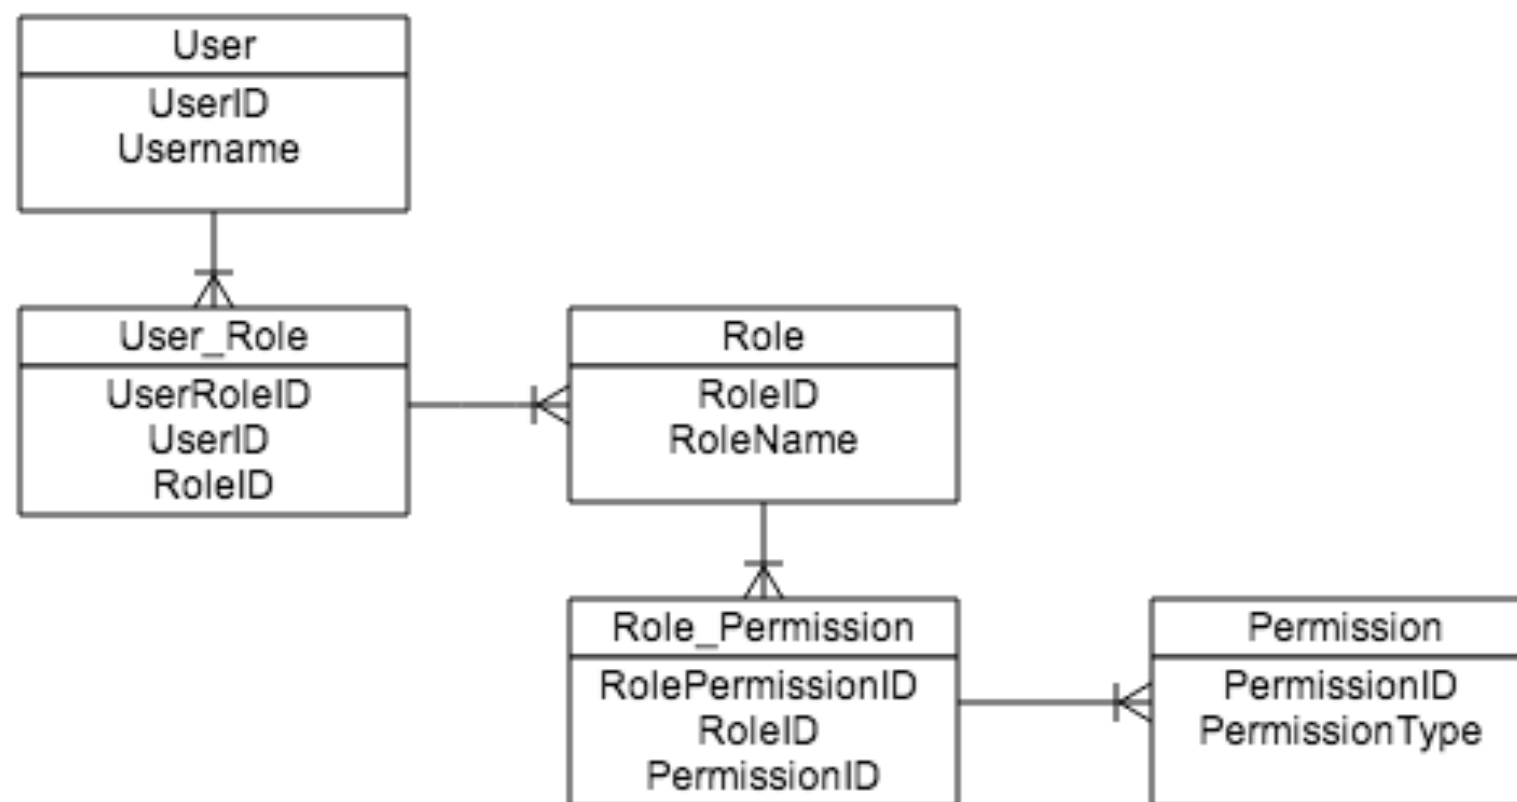 User
UserID
Username
User_Role
UserRoleID
UserID
RoleID
Role
RoleID
RoleName
Role_Permission
RolePermissionID
RoleID
PermissionID
Permission
PermissionID
PermissionType